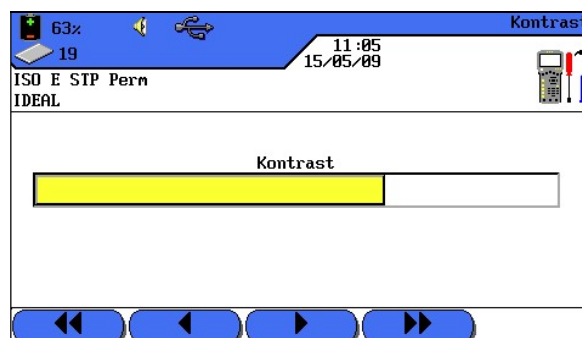 63%
Kontrast
19
11:05
15/05/09
ISO E STP Perm
IDEAL
Kontrast